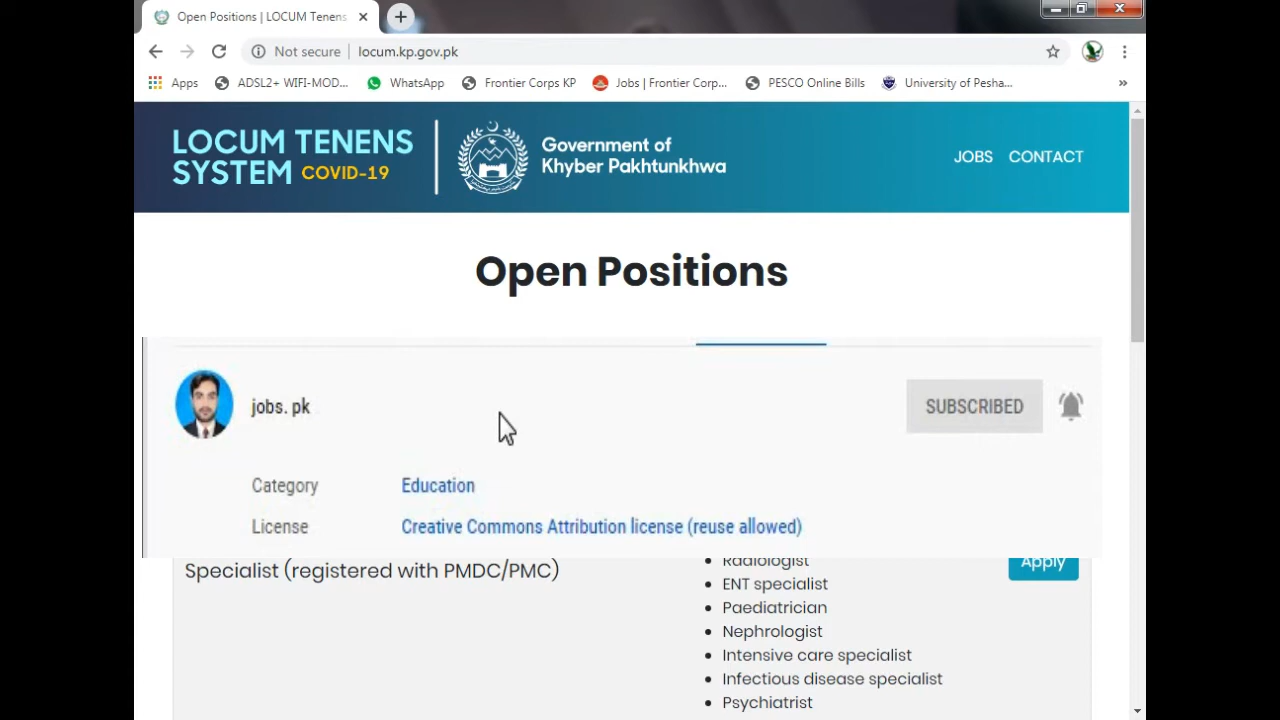 Open Positions | LOCUM Tenens
Not secure | locum.kp.gov.pk
Apps ADSL2+ WIFI-MOD... WhatsApp Frontier Corps KP Jobs | Frontier Corp... PESCO Online Bills University of Pesha... »
LOCUM TENENS
SYSTEM COVID-19
Government of
Khyber Pakhtunkhwa
JOBS CONTACT
Open Positions
jobs. pk
SUBSCRIBED
Category Education
License Creative Commons Attribution license (reuse allowed)
Specialist (registered with PMDC/PMC)
Radiologist
ENT specialist
Paediatrician
Nephrologist
Intensive care specialist
Infectious disease specialist
Psychiatrist
Apply